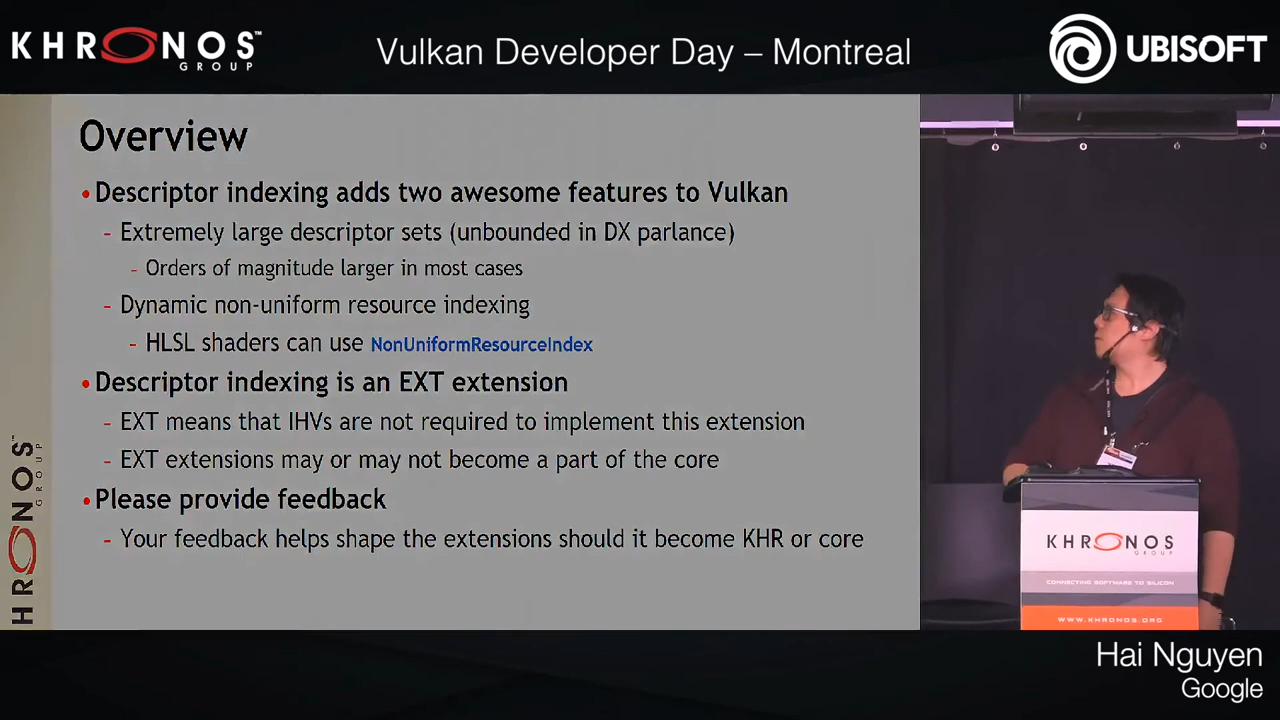 KHRONOS™
GROUP
Vulkan Developer Day – Montreal
UBISOFT
Overview
•Descriptor indexing adds two awesome features to Vulkan
- Extremely large descriptor sets (unbounded in DX parlance)
- Orders of magnitude larger in most cases
- Dynamic non-uniform resource indexing
- HLSL shaders can use NonUniformResourceIndex
•Descriptor indexing is an EXT extension
- EXT means that IHVs are not required to implement this extension
- EXT extensions may or may not become a part of the core
•Please provide feedback
- Your feedback helps shape the extensions should it become KHR or core
HRONOS™
GROUP
KHRONOS
GROUP
CONNECTING SOFTWARE TO SILICON
WWW.KHRONOS.ORG
Hai Nguyen
Google